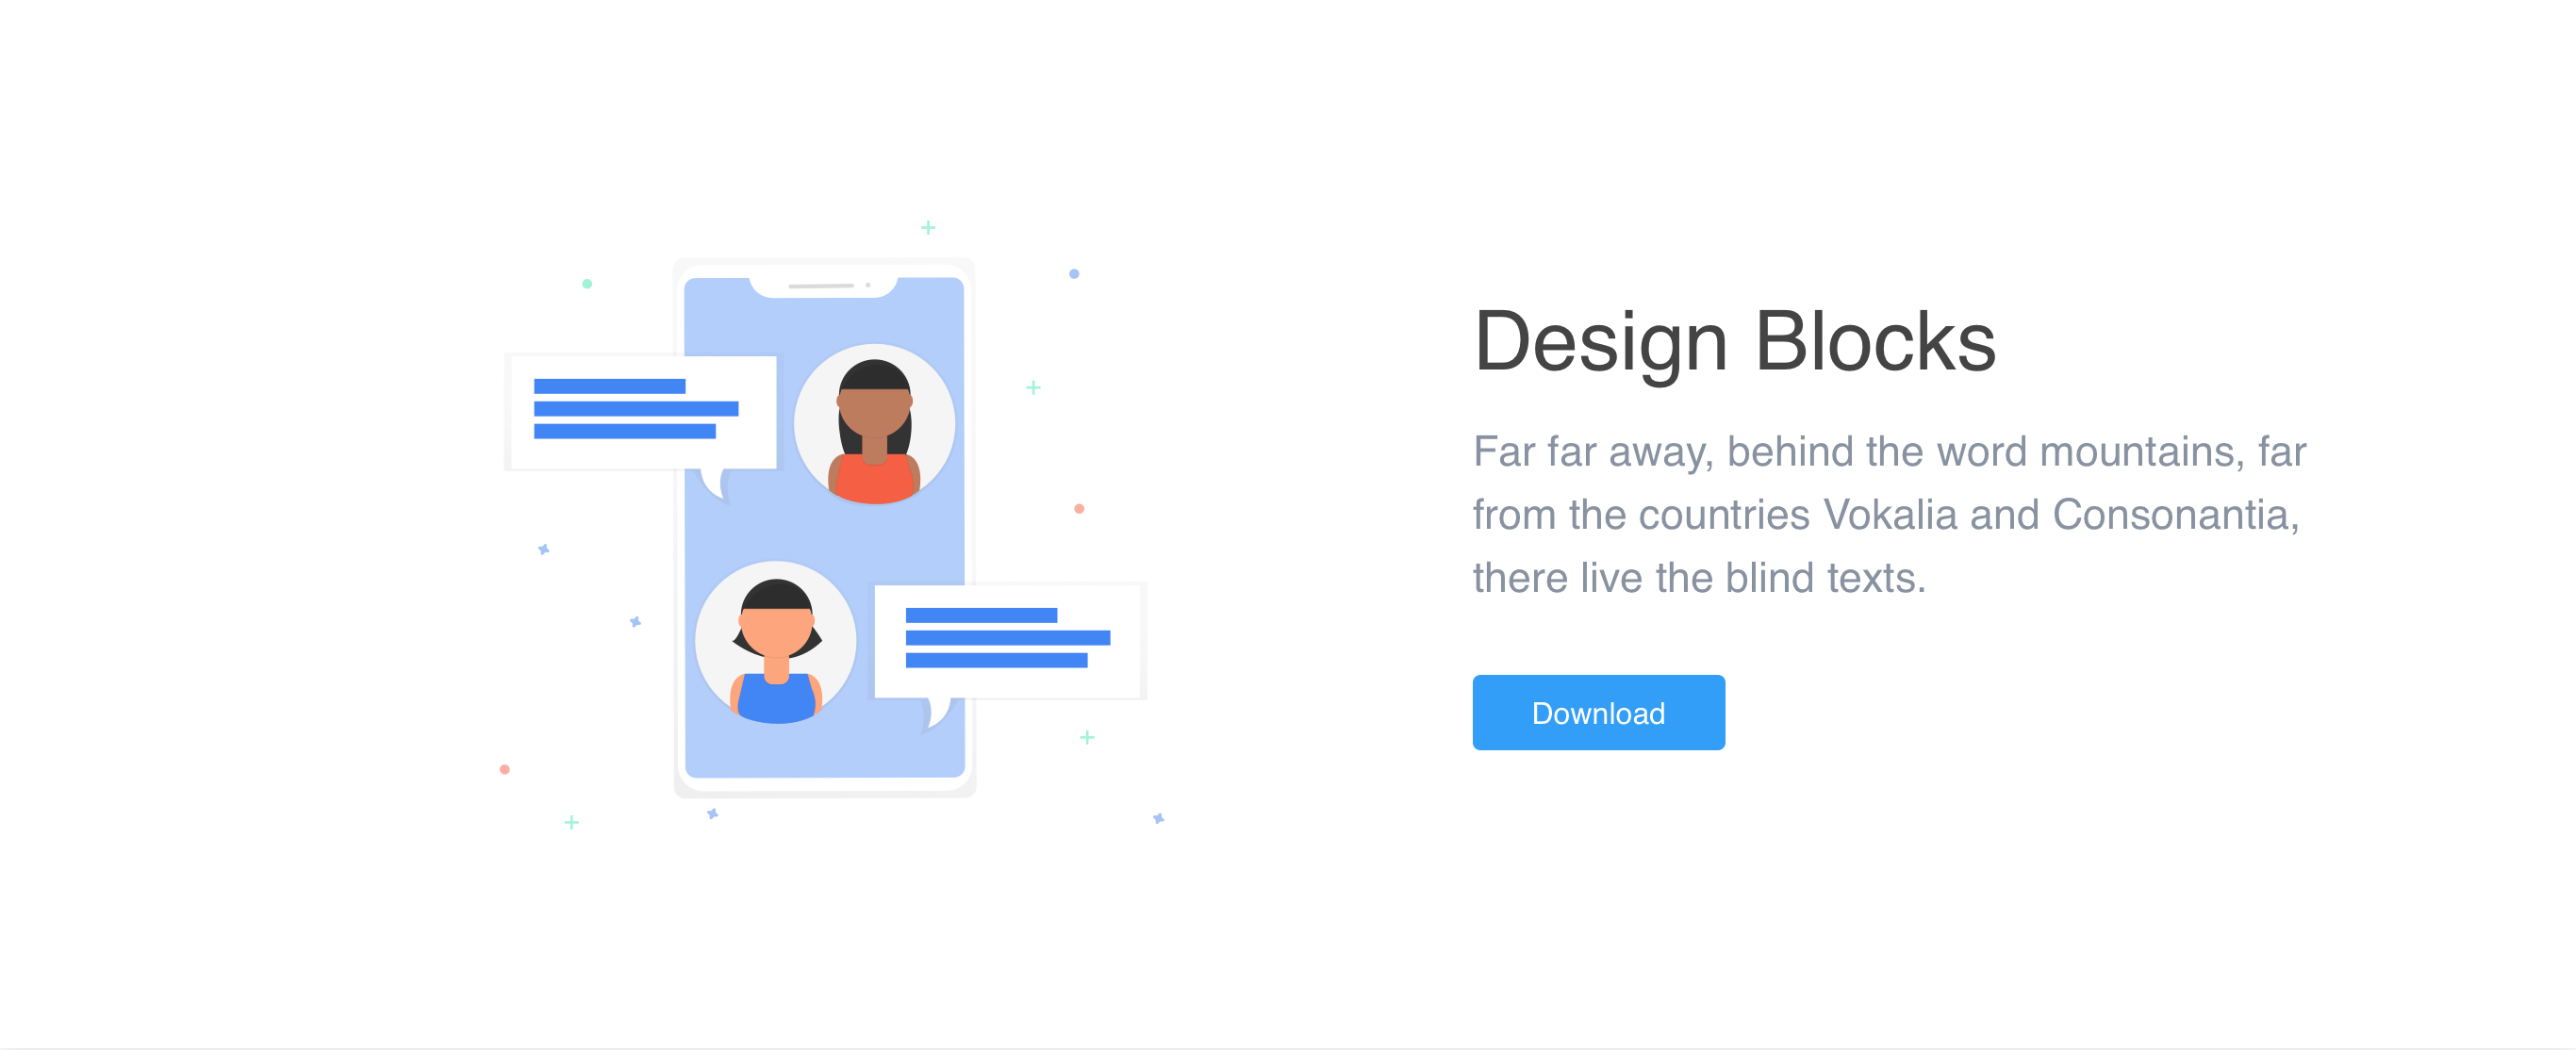 Design Blocks
Far far away, behind the word mountains, far
from the countries Vokalia and Consonantia,
there live the blind texts.
Download